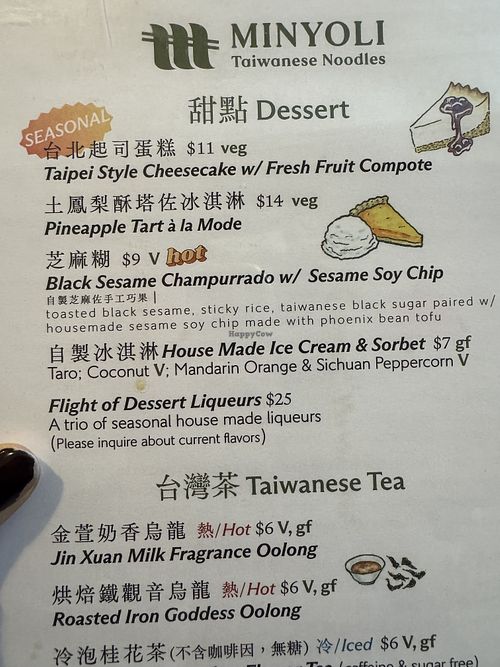 MINYOLI
Taiwanese Noodles
甜點 Dessert
SEASONAL
台北起司蛋糕 $11 veg
Taipei Style Cheesecake w/ Fresh Fruit Compote
土鳳梨酥塔佐冰淇淋 $14 veg
Pineapple Tart à la Mode
芝麻糊 $9 V hot
Black Sesame Champurrado w/ Sesame Soy Chip
自製芝麻佐手工巧果 |
toasted black sesame, sticky rice, taiwanese black sugar paired w/
housemade sesame soy chip made with phoenix bean tofu
HappyCow
自製冰淇淋 House Made Ice Cream & Sorbet $7 gf
Taro; Coconut V; Mandarin Orange & Sichuan Peppercorn V
Flight of Dessert Liqueurs $25
A trio of seasonal house made liqueurs
(Please inquire about current flavors)
台灣茶 Taiwanese Tea
金萱奶香烏龍 熱/Hot $6 V, gf
Jin Xuan Milk Fragrance Oolong
烘焙鐵觀音烏龍 熱/Hot $6 V, gf
Roasted Iron Goddess Oolong
冷泡桂花茶(不含咖啡因，無糖) 冷/Iced $6 V, gf
Tea (caffeine & sugar free)